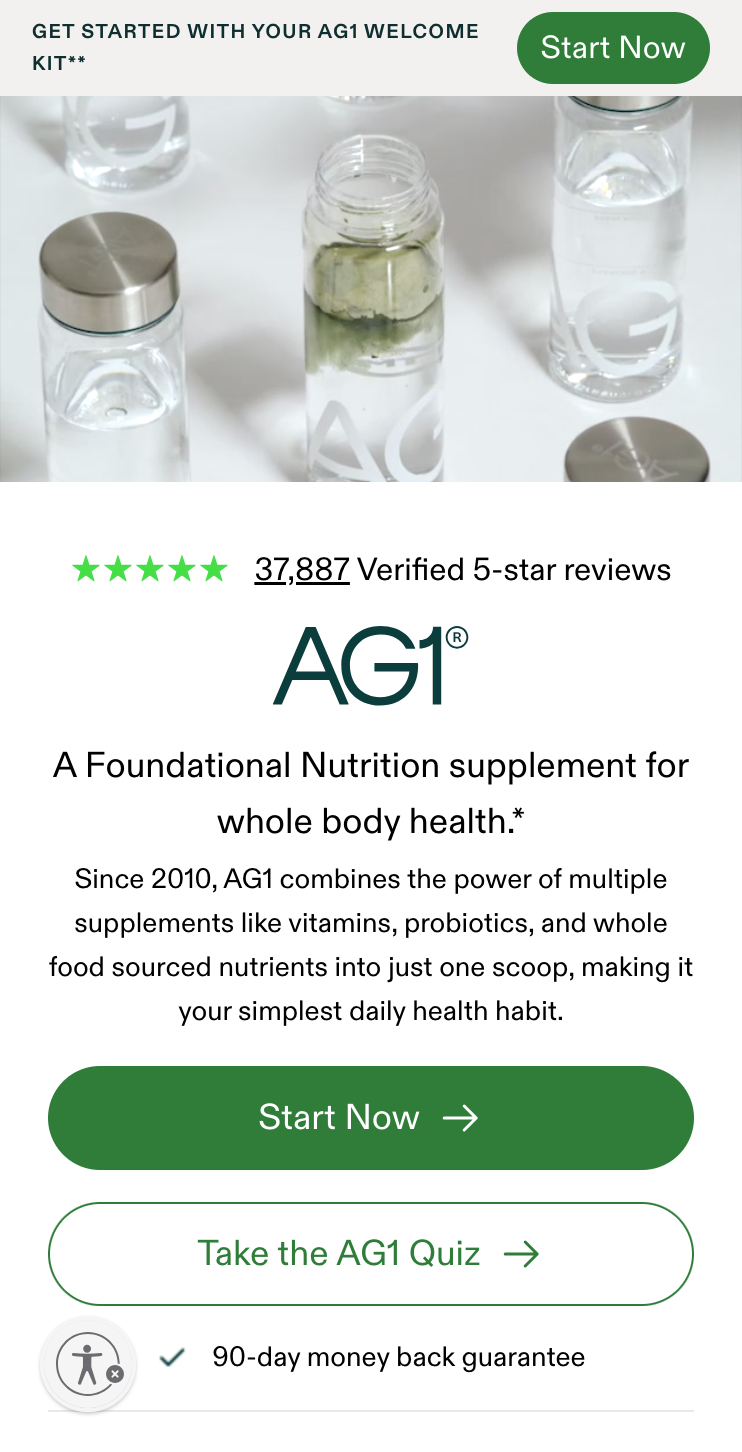 GET STARTED WITH YOUR AG1 WELCOME
KIT**
Start Now
G
AG
G
37,887 Verified 5-star reviews
AG1®
A Foundational Nutrition supplement for
whole body health.*
Since 2010, AG1 combines the power of multiple
supplements like vitamins, probiotics, and whole
food sourced nutrients into just one scoop, making it
your simplest daily health habit.
Start Now →
Take the AG1 Quiz →
90-day money back guarantee